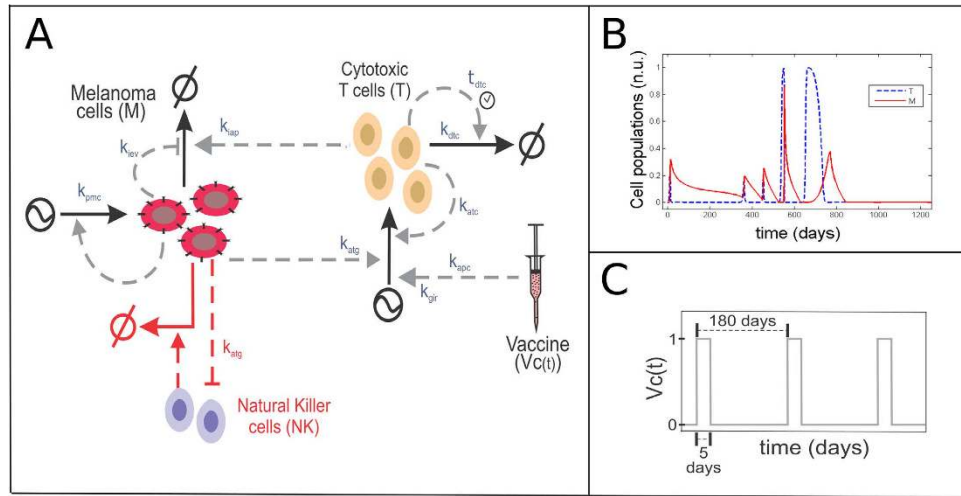 A
Melanoma
cells (M)
Cytotoxic
T cells (T)
t_dtc
k_iap
k_dtc
k_iev
k_pmc
k_atc
k_atg
k_apc
k_gir
Vaccine
(Vc(t))
k_atg
Natural Killer
cells (NK)
B
Cell populations (n.u.)
1
0.8
0.6
0.4
0.2
0
T
M
0 200 400 600 800 1000 1200
time (days)
C
180 days
1
Vc(t)
0
time (days)
5
days